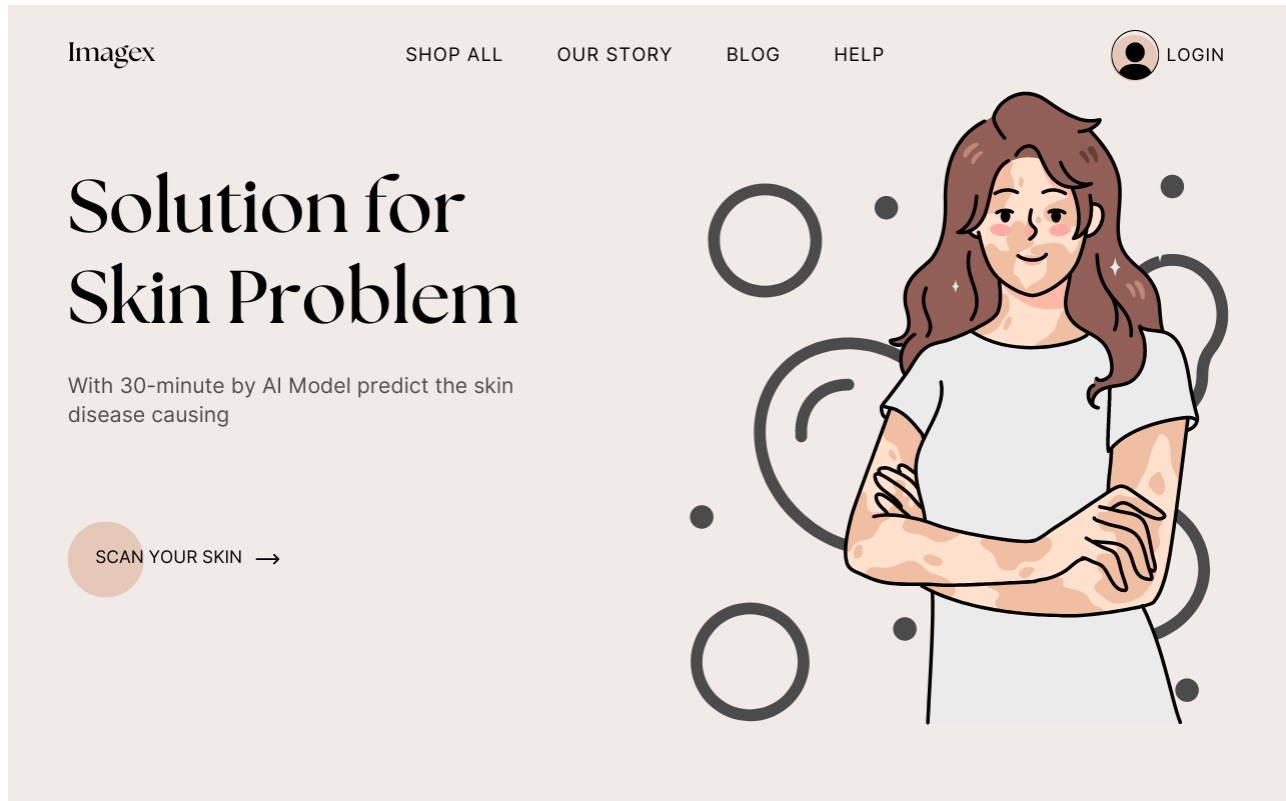 Imagex
SHOP ALL
OUR STORY
BLOG
HELP
LOGIN
Solution for
Skin Problem
With 30-minute by AI Model predict the skin
disease causing
SCAN YOUR SKIN →